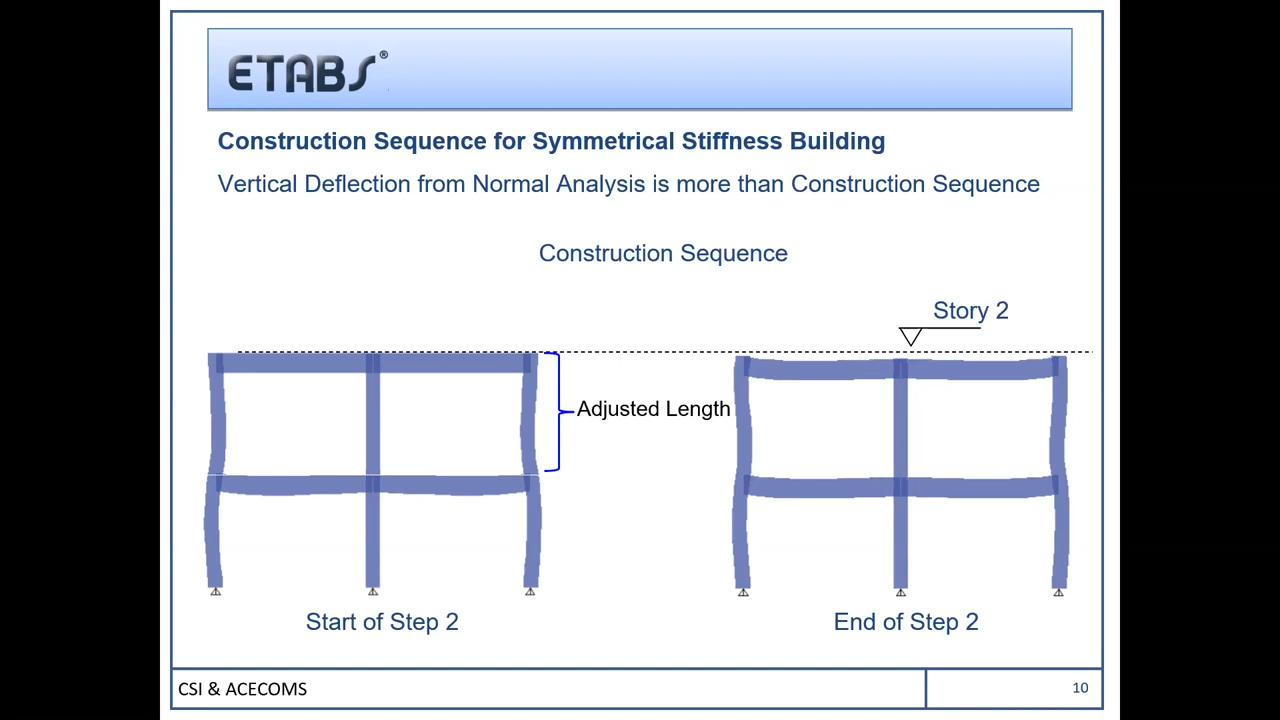 ETABS®
Construction Sequence for Symmetrical Stiffness Building
Vertical Deflection from Normal Analysis is more than Construction Sequence
Construction Sequence
Story 2
Adjusted Length
Start of Step 2
End of Step 2
CSI & ACECOMS
10